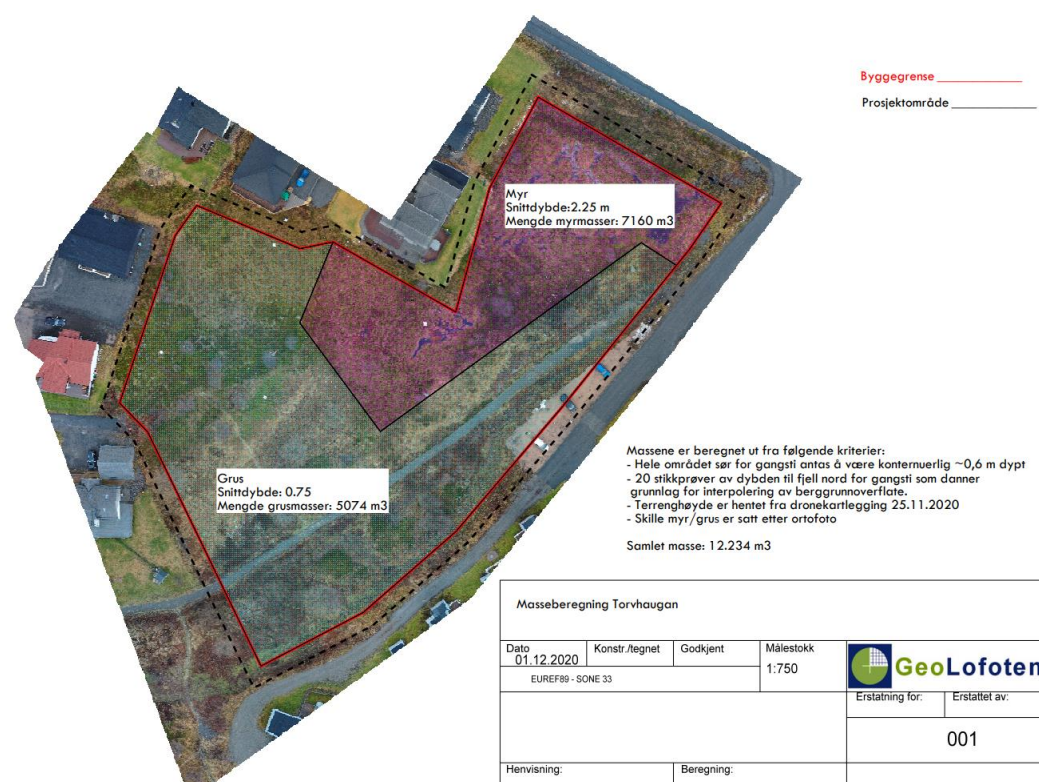 Byggegrense
Prosjektområde
Myr
Snittdybde:2.25 m
Mengde myrmasser: 7160 m3
Grus
Snittdybde: 0.75
Mengde grusmasser: 5074 m3
Massene er beregnet ut fra følgende kriterier:
- Hele området sør for gangsti antas å være konternuerlig ~0,6 m dypt
- 20 stikkprøver av dybden til fjell nord for gangsti som danner
grunnlag for interpolering av berggrunnoverflate.
- Terrenghøyde er hentet fra dronekartlegging 25.11.2020
- Skille myr/grus er satt etter ortofoto
Samlet masse: 12.234 m3
Masseberegning Torvhaugan
Dato
01.12.2020
Konstr./tegnet
Godkjent
Målestokk
1:750
EUREF89 - SONE 33
GeoLofoten
Erstatning for:
Erstattet av:
001
Henvisning:
Beregning: